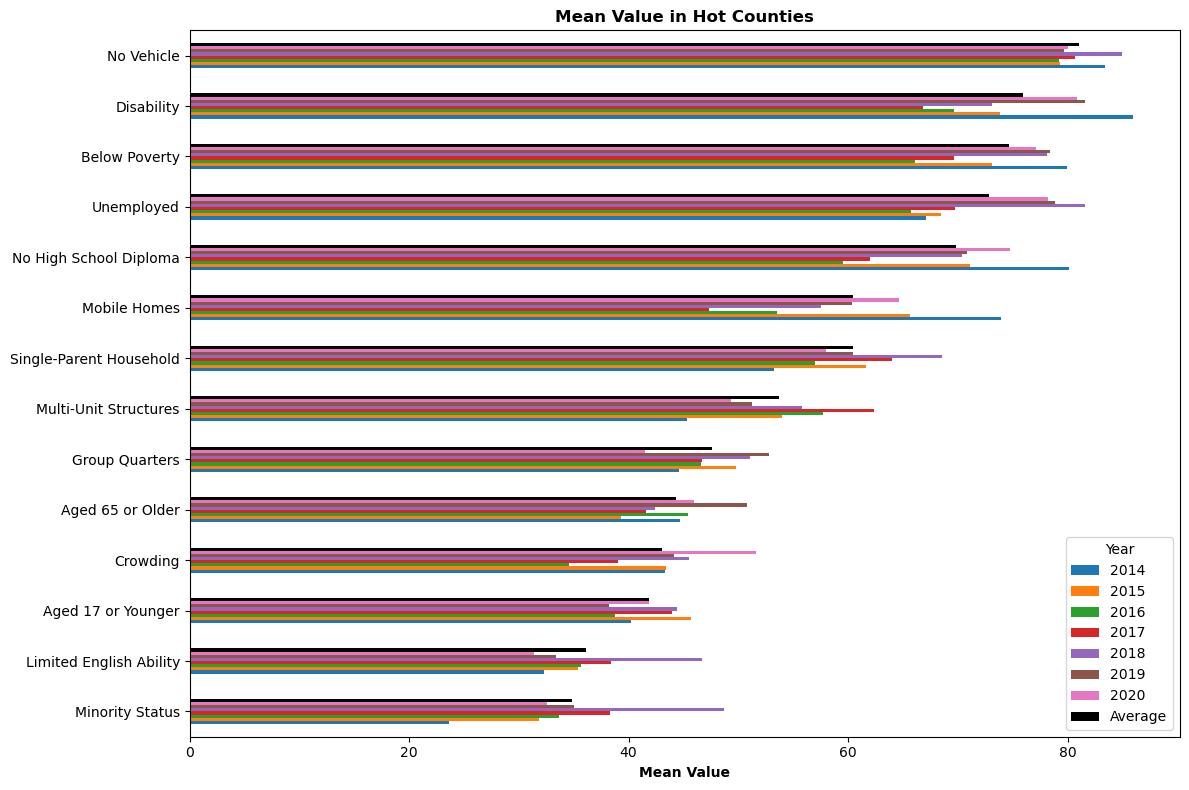 Mean Value in Hot Counties
No Vehicle
Disability
Below Poverty
Unemployed
No High School Diploma
Mobile Homes
Single-Parent Household
Multi-Unit Structures
Group Quarters
Aged 65 or Older
Crowding
Aged 17 or Younger
Limited English Ability
Minority Status
Year
2014
2015
2016
2017
2018
2019
2020
Average
0 20 40 60 80
Mean Value